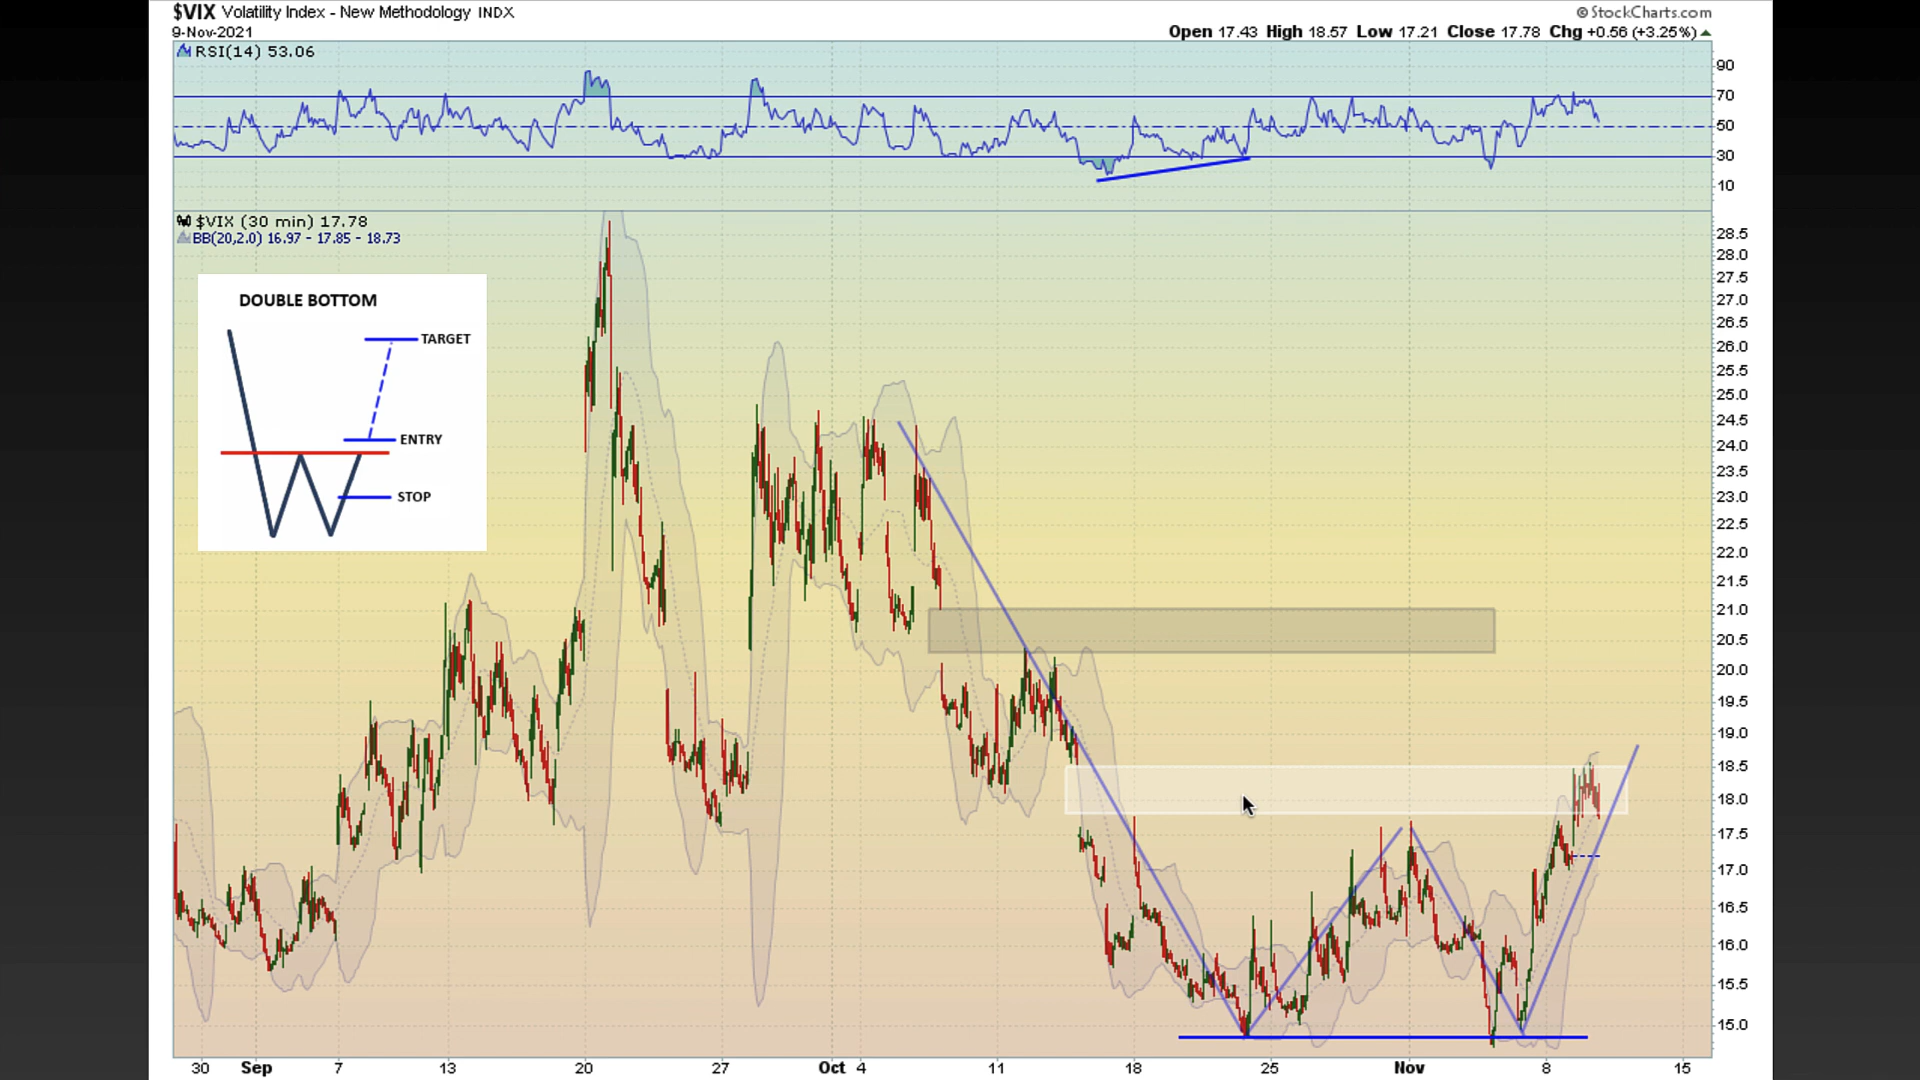 $VIX Volatility Index - New Methodology INDX
© StockCharts.com
9-Nov-2021
Open 17.43 High 18.57 Low 17.21 Close 17.78 Chg +0.56 (+3.25%)
RSI(14) 53.06
90
70
50
30
10
$VIX (30 min) 17.78
BB(20,2.0) 16.97 - 17.85 - 18.73
DOUBLE BOTTOM
TARGET
ENTRY
STOP
28.5
28.0
27.5
27.0
26.5
26.0
25.5
25.0
24.5
24.0
23.5
23.0
22.5
22.0
21.5
21.0
20.5
20.0
19.5
19.0
18.5
18.0
17.5
17.0
16.5
16.0
15.5
15.0
30 Sep 7 13 20 27 Oct 4 11 18 25 Nov 8 15